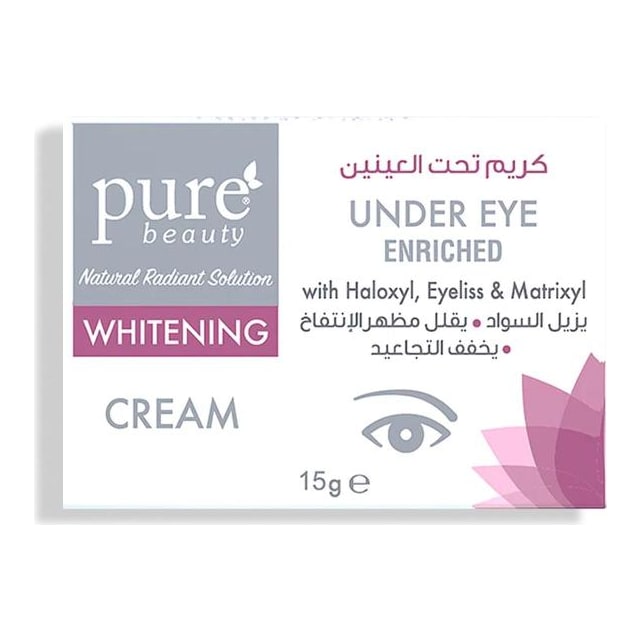 pure®
beauty
Natural Radiant Solution
WHITENING
CREAM
كريم تحت العينين
UNDER EYE
ENRICHED
with Haloxyl, Eyeliss & Matrixyl
يزيل السواد • يقلل مظهر الإنتفاخ
• يخفف التجاعيد
15g ℮